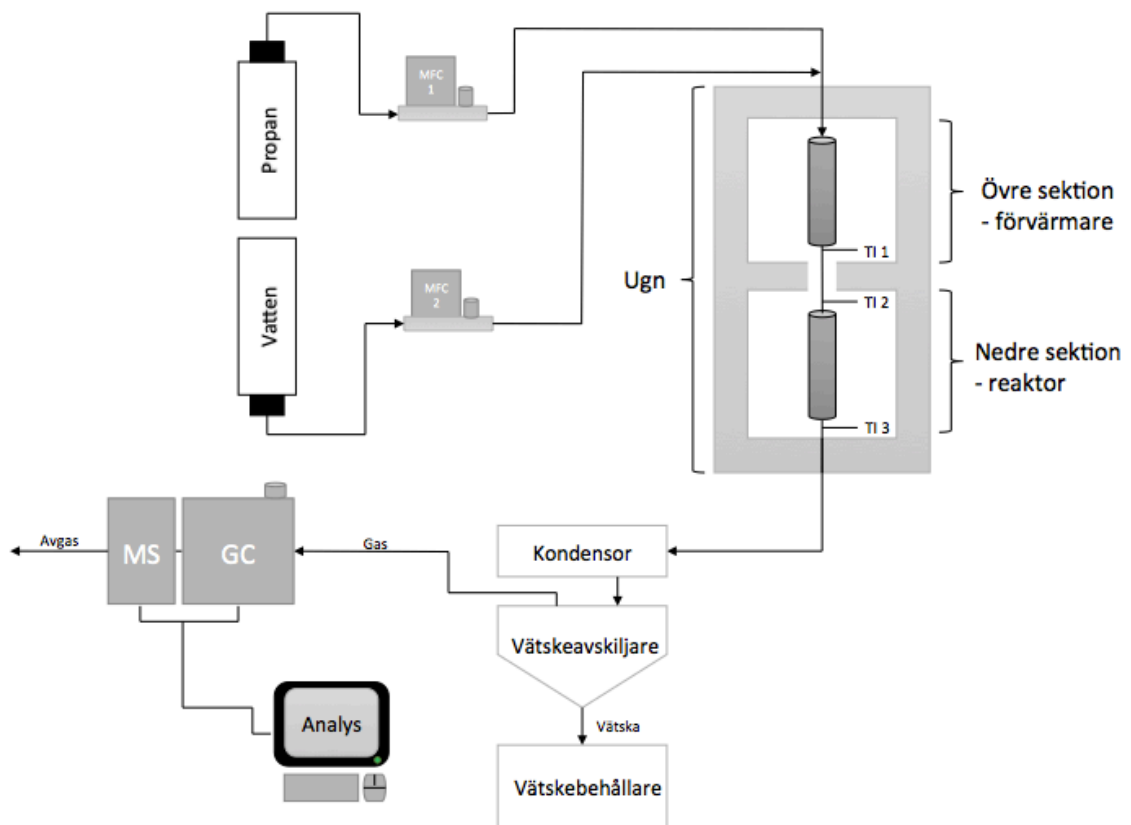 Propan
MFC
1
Övre sektion
- förvärmare
TI 1
Ugn
Vatten
MFC
2
TI 2
Nedre sektion
- reaktor
TI 3
Avgas
MS
GC
Gas
Kondensor
Vätskeavskiljare
Analys
Vätska
Vätskebehållare